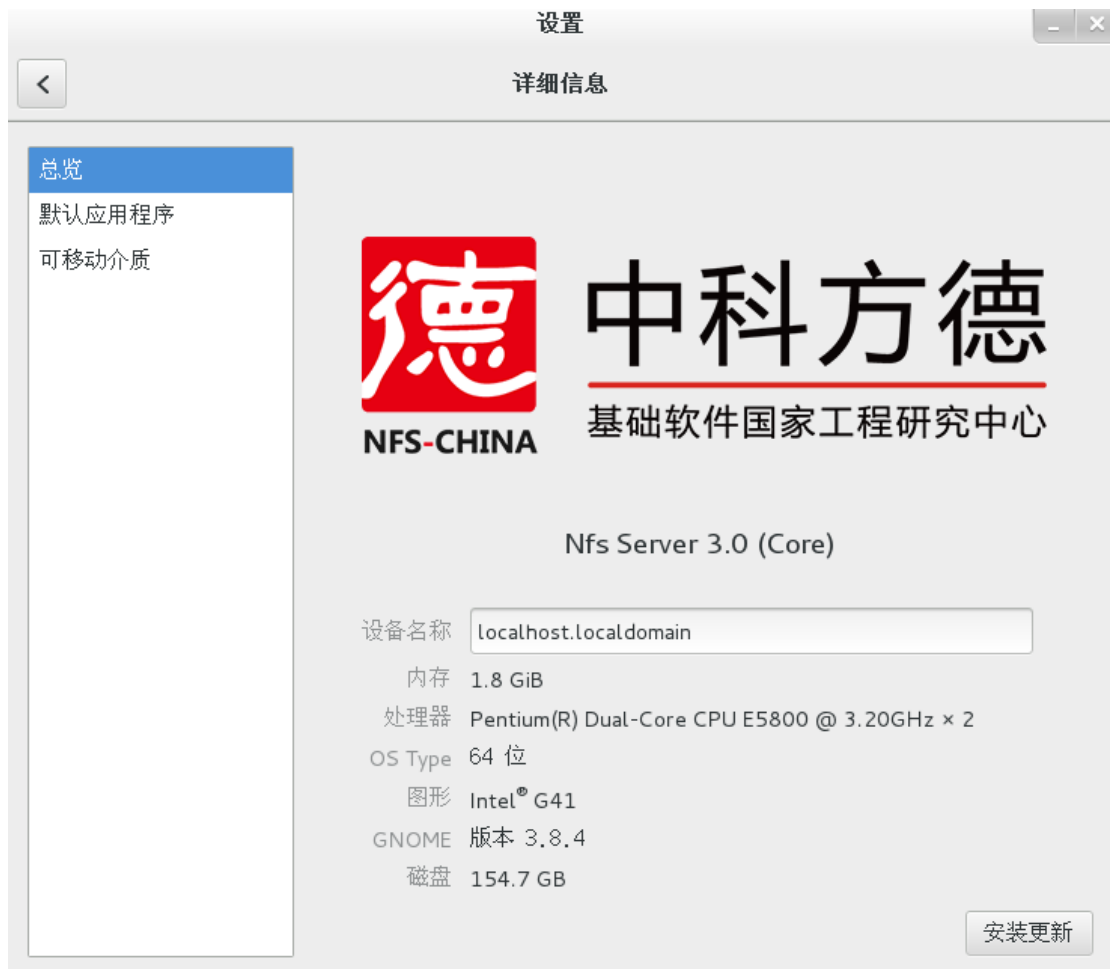 设置
详细信息
总览
默认应用程序
可移动介质
德
NFS-CHINA
中科方德
基础软件国家工程研究中心
Nfs Server 3.0 (Core)
设备名称 localhost.localdomain
内存 1.8 GiB
处理器 Pentium(R) Dual-Core CPU E5800 @ 3.20GHz × 2
OS Type 64 位
图形 Intel® G41
GNOME 版本 3.8.4
磁盘 154.7 GB
安装更新